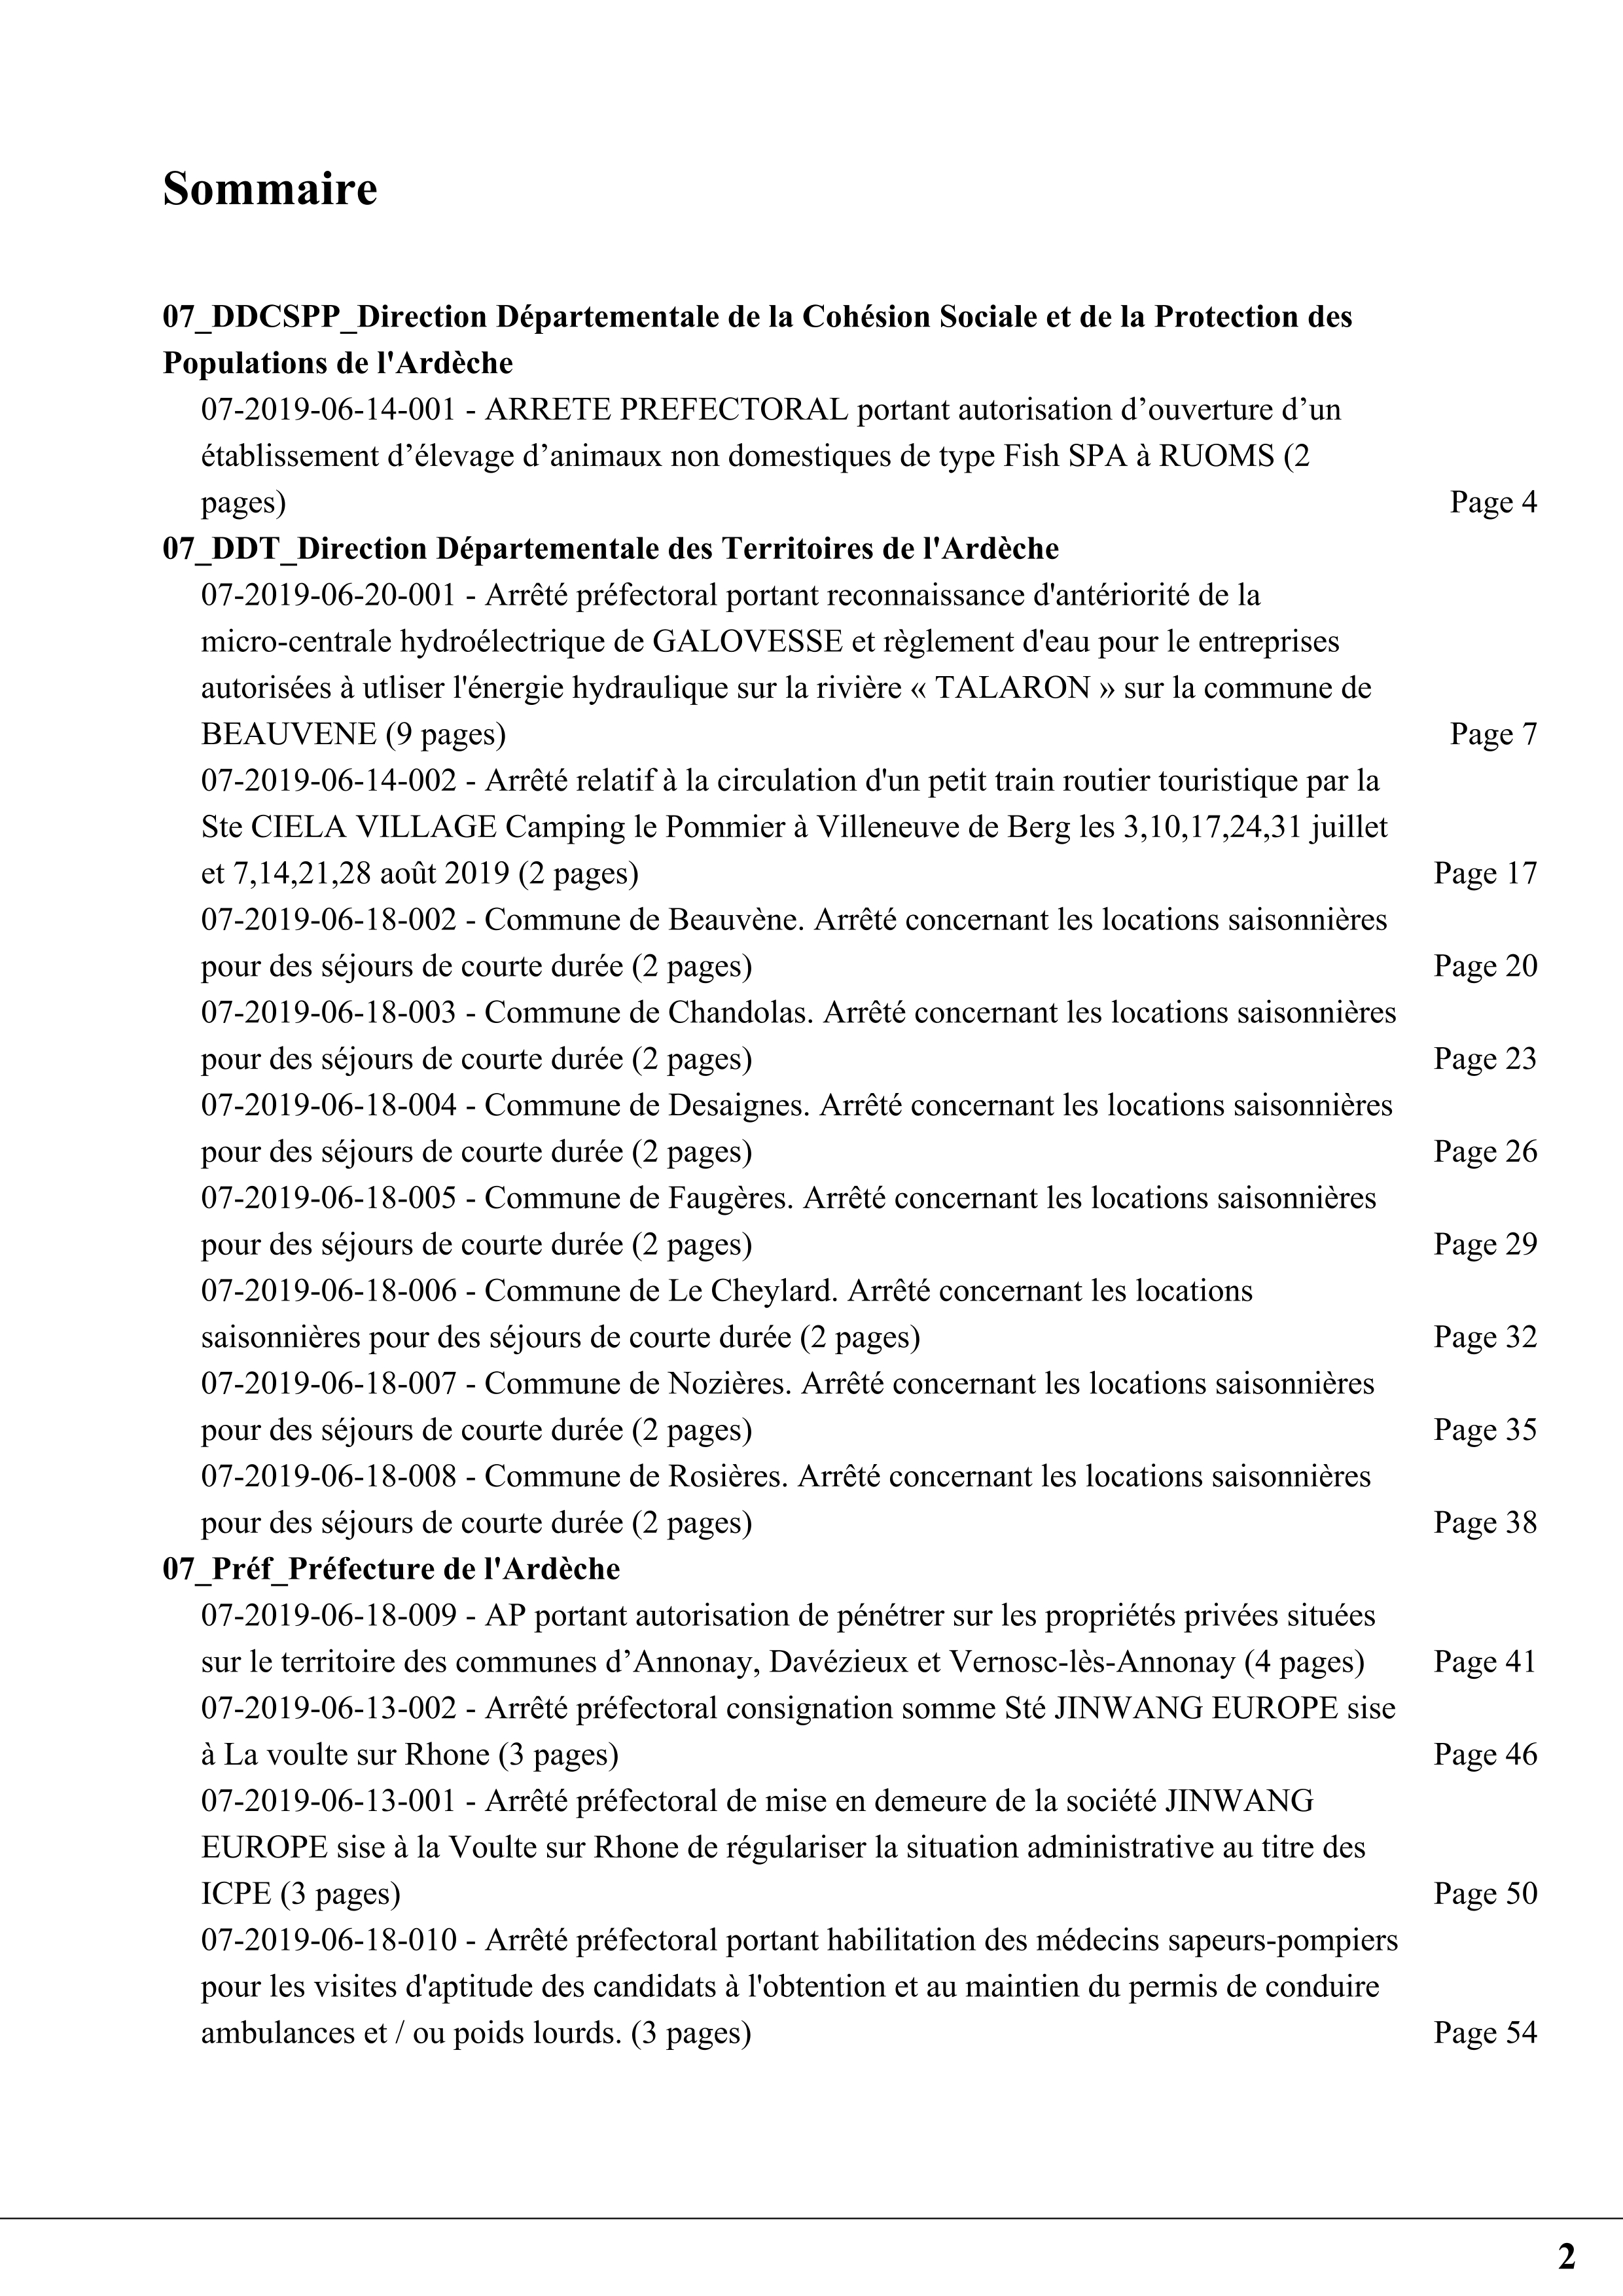 Sommaire
07_DDCSPP_Direction Départementale de la Cohésion Sociale et de la Protection des
Populations de l'Ardèche
07-2019-06-14-001 - ARRETE PREFECTORAL portant autorisation d’ouverture d’un
établissement d’élevage d’animaux non domestiques de type Fish SPA à RUOMS (2
pages) Page 4
07_DDT_Direction Départementale des Territoires de l'Ardèche
07-2019-06-20-001 - Arrêté préfectoral portant reconnaissance d'antériorité de la
micro-centrale hydroélectrique de GALOVESSE et règlement d'eau pour le entreprises
autorisées à utliser l'énergie hydraulique sur la rivière « TALARON » sur la commune de
BEAUVENE (9 pages) Page 7
07-2019-06-14-002 - Arrêté relatif à la circulation d'un petit train routier touristique par la
Ste CIELA VILLAGE Camping le Pommier à Villeneuve de Berg les 3,10,17,24,31 juillet
et 7,14,21,28 août 2019 (2 pages) Page 17
07-2019-06-18-002 - Commune de Beauvène. Arrêté concernant les locations saisonnières
pour des séjours de courte durée (2 pages) Page 20
07-2019-06-18-003 - Commune de Chandolas. Arrêté concernant les locations saisonnières
pour des séjours de courte durée (2 pages) Page 23
07-2019-06-18-004 - Commune de Desaignes. Arrêté concernant les locations saisonnières
pour des séjours de courte durée (2 pages) Page 26
07-2019-06-18-005 - Commune de Faugères. Arrêté concernant les locations saisonnières
pour des séjours de courte durée (2 pages) Page 29
07-2019-06-18-006 - Commune de Le Cheylard. Arrêté concernant les locations
saisonnières pour des séjours de courte durée (2 pages) Page 32
07-2019-06-18-007 - Commune de Nozières. Arrêté concernant les locations saisonnières
pour des séjours de courte durée (2 pages) Page 35
07-2019-06-18-008 - Commune de Rosières. Arrêté concernant les locations saisonnières
pour des séjours de courte durée (2 pages) Page 38
07_Préf_Préfecture de l'Ardèche
07-2019-06-18-009 - AP portant autorisation de pénétrer sur les propriétés privées situées
sur le territoire des communes d’Annonay, Davézieux et Vernosc-lès-Annonay (4 pages) Page 41
07-2019-06-13-002 - Arrêté préfectoral consignation somme Sté JINWANG EUROPE sise
à La voulte sur Rhone (3 pages) Page 46
07-2019-06-13-001 - Arrêté préfectoral de mise en demeure de la société JINWANG
EUROPE sise à la Voulte sur Rhone de régulariser la situation administrative au titre des
ICPE (3 pages) Page 50
07-2019-06-18-010 - Arrêté préfectoral portant habilitation des médecins sapeurs-pompiers
pour les visites d'aptitude des candidats à l'obtention et au maintien du permis de conduire
ambulances et / ou poids lourds. (3 pages) Page 54
2